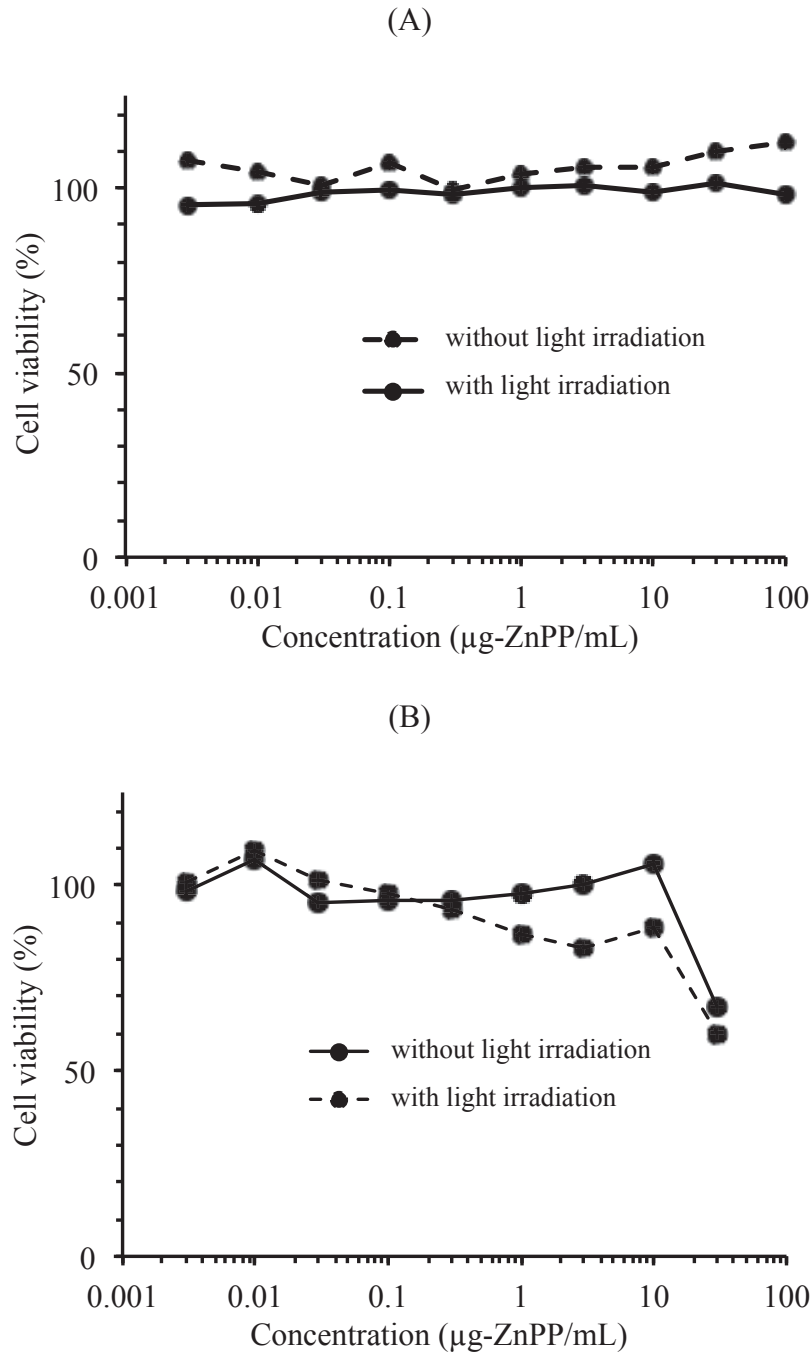 (A)
Cell viability (%)
100
50
0
without light irradiation
with light irradiation
0.001 0.01 0.1 1 10 100
Concentration (µg-ZnPP/mL)
(B)
Cell viability (%)
100
50
0
without light irradiation
with light irradiation
0.001 0.01 0.1 1 10 100
Concentration (µg-ZnPP/mL)